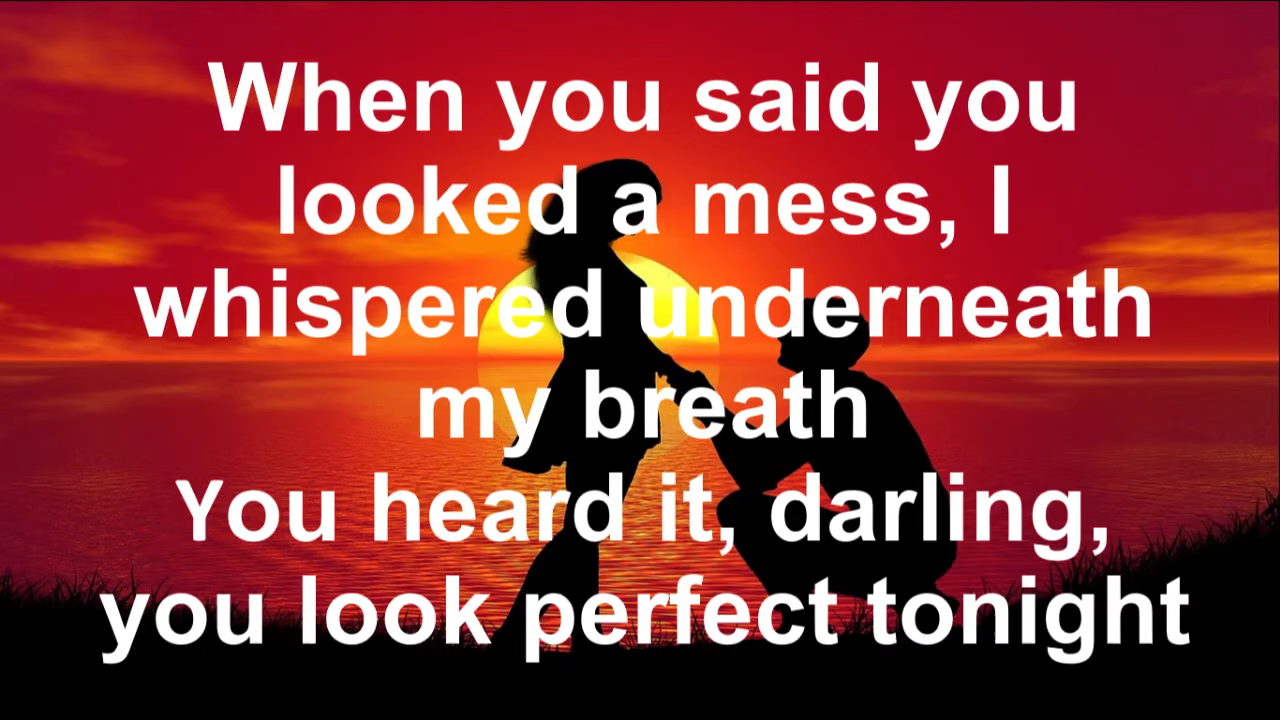 When you said you
looked a mess, I
whispered underneath
my breath
You heard it, darling,
you look perfect tonight